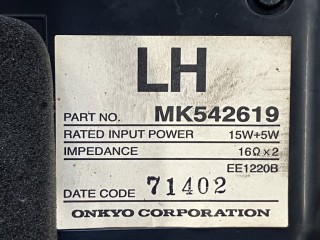 LH
PART NO. MK542619
RATED INPUT POWER 15W+5W
IMPEDANCE 16Ω×2
EE1220B
DATE CODE 71402
ONKYO CORPORATION